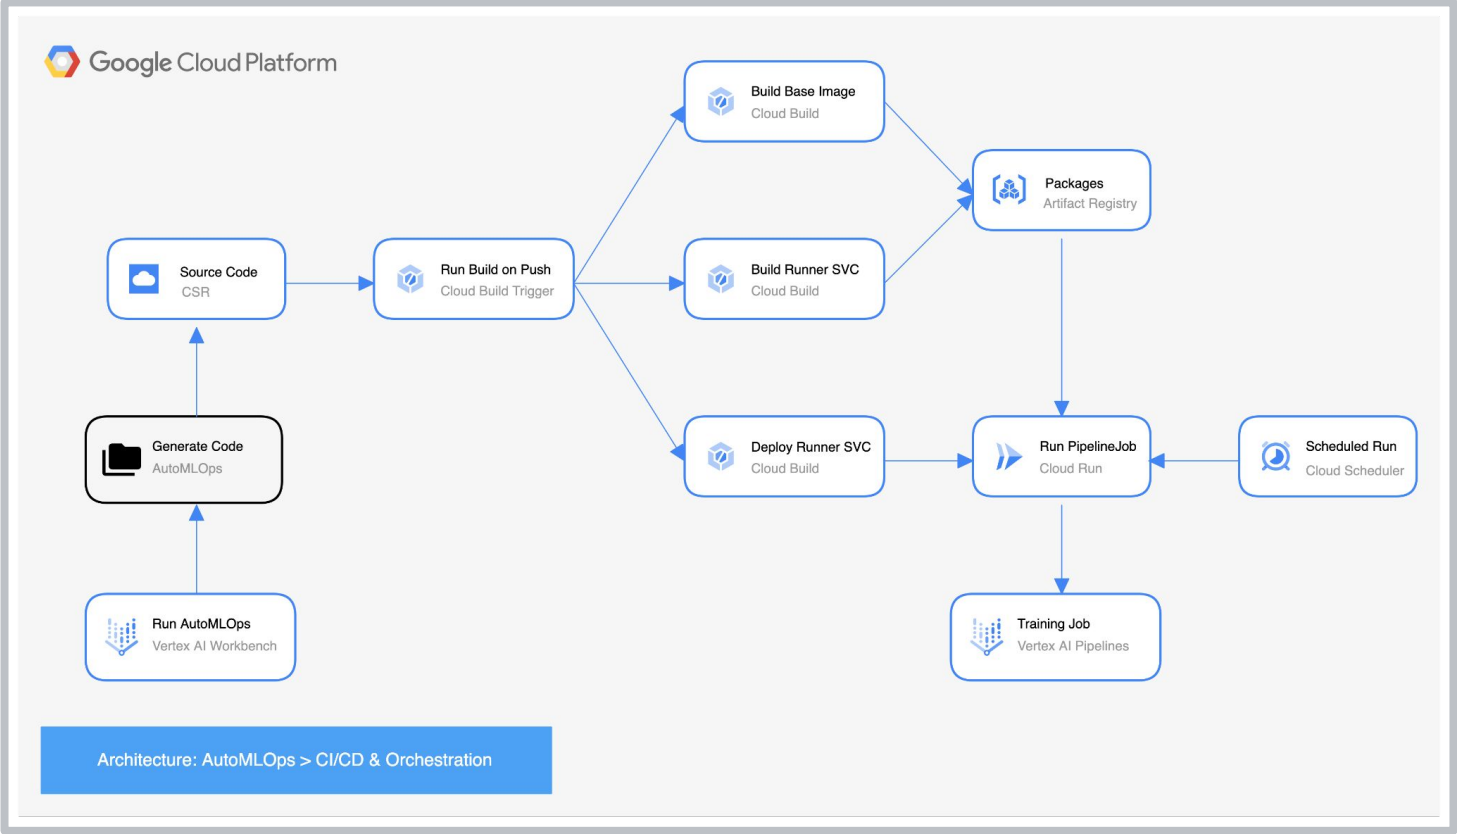 Google Cloud Platform
Build Base Image
Cloud Build
Packages
Artifact Registry
Source Code
CSR
Run Build on Push
Cloud Build Trigger
Build Runner SVC
Cloud Build
Generate Code
AutoMLOps
Deploy Runner SVC
Cloud Build
Run PipelineJob
Cloud Run
Scheduled Run
Cloud Scheduler
Run AutoMLOps
Vertex AI Workbench
Training Job
Vertex AI Pipelines
Architecture: AutoMLOps > CI/CD & Orchestration